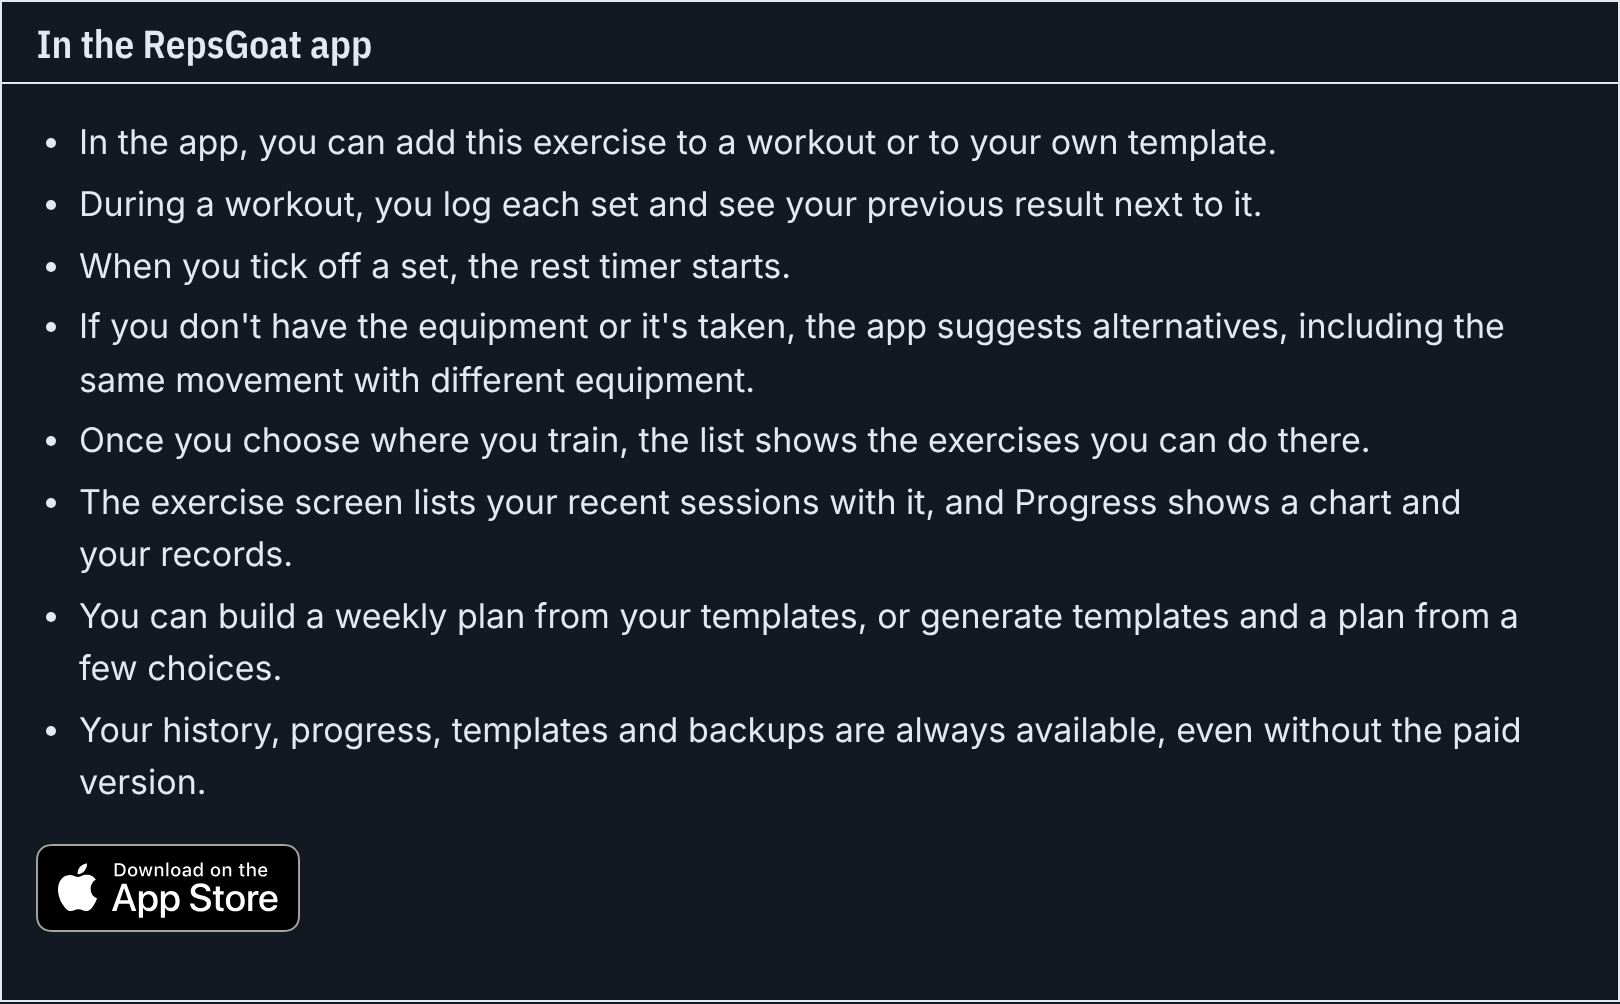 In the RepsGoat app
• In the app, you can add this exercise to a workout or to your own template.
• During a workout, you log each set and see your previous result next to it.
• When you tick off a set, the rest timer starts.
• If you don't have the equipment or it's taken, the app suggests alternatives, including the
same movement with different equipment.
• Once you choose where you train, the list shows the exercises you can do there.
• The exercise screen lists your recent sessions with it, and Progress shows a chart and
your records.
• You can build a weekly plan from your templates, or generate templates and a plan from a
few choices.
• Your history, progress, templates and backups are always available, even without the paid
version.
Download on the
App Store